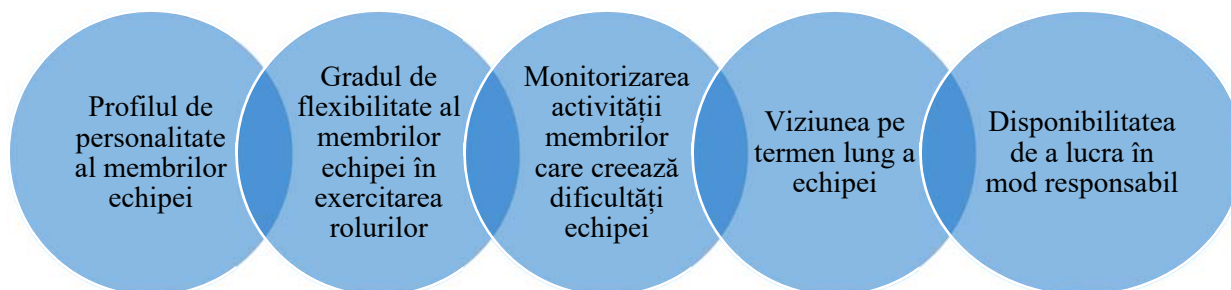 Profilul de
personalitate
al membrilor
echipei
Gradul de
flexibilitate al
membrilor
echipei în
exercitarea
rolurilor
Monitorizarea
activității
membrilor
care creează
dificultăți
echipei
Viziunea pe
termen lung a
echipei
Disponibilitatea
de a lucra în
mod responsabil